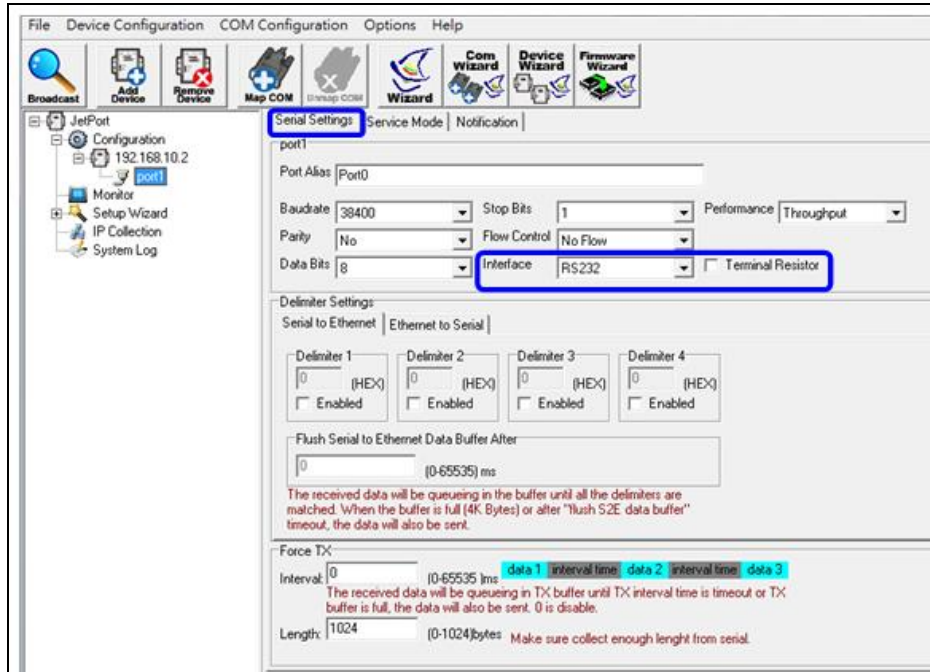 File Device Configuration COM Configuration Options Help
Broadcast Add Device Remove Device Map COM Unmap COM Wizard Com Wizard Device Wizard Firmware Wizard
JetPort
Configuration
192.168.10.2
port1
Monitor
Setup Wizard
IP Collection
System Log
Serial Settings Service Mode Notification
port1
Port Alias Port0
Baudrate 38400 Stop Bits 1 Performance Throughput
Parity No Flow Control No Flow
Data Bits 8 Interface RS232 Terminal Resistor
Delimiter Settings
Serial to Ethernet Ethernet to Serial
Delimiter 1 Delimiter 2 Delimiter 3 Delimiter 4
0 (HEX) 0 (HEX) 0 (HEX) 0 (HEX)
Enabled Enabled Enabled Enabled
Flush Serial to Ethernet Data Buffer After
0 (0-65535) ms
The received data will be queueing in the buffer until all the delimiters are
matched. When the buffer is full (4K Bytes) or after "flush S2E data buffer"
timeout, the data will also be sent.
Force TX
Interval: 0 (0-65535 )ms data 1 interval time data 2 interval time data 3
The received data will be queueing in TX buffer until TX interval time is timeout or TX
buffer is full, the data will also be sent. 0 is disable.
Length: 1024 (0-1024)bytes Make sure collect enough lenght from serial.